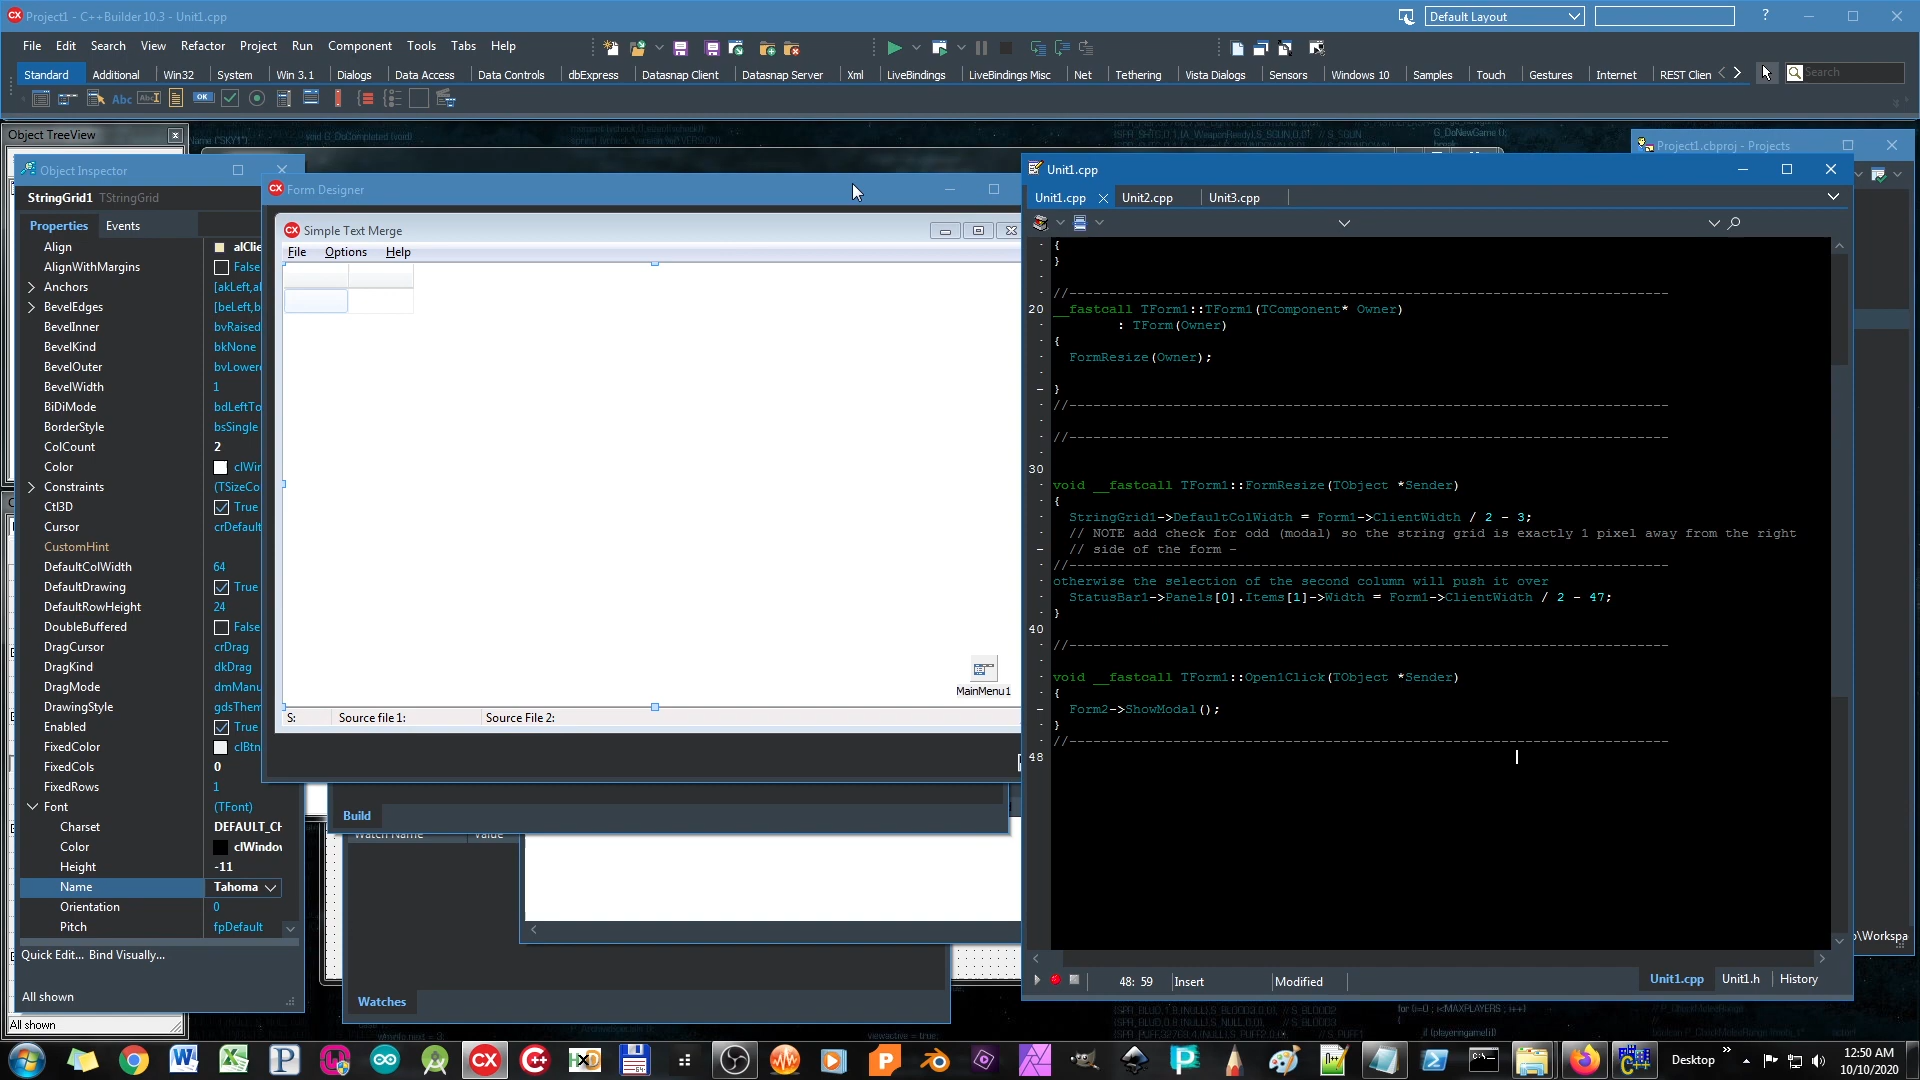 Project1 - C++Builder 10.3 - Unit1.cpp
Default Layout
?
File Edit Search View Refactor Project Run Component Tools Tabs Help
Standard Additional Win32 System Win 3.1 Dialogs Data Access Data Controls dbExpress Datasnap Client Datasnap Server Xml LiveBindings LiveBindings Misc Net Tethering Vista Dialogs Sensors Windows 10 Samples Touch Gestures Internet REST Clien
Search
Object TreeView
Object Inspector
StringGrid1 TStringGrid
Properties Events
Align alClie
AlignWithMargins False
Anchors [akLeft,al
BevelEdges [beLeft,b
BevelInner bvRaised
BevelKind bkNone
BevelOuter bvLowere
BevelWidth 1
BiDiMode bdLeftTo
BorderStyle bsSingle
ColCount 2
Color clWin
Constraints (TSizeCo
Ctl3D True
Cursor crDefault
CustomHint
DefaultColWidth 64
DefaultDrawing True
DefaultRowHeight 24
DoubleBuffered False
DragCursor crDrag
DragKind dkDrag
DragMode dmManu
DrawingStyle gdsThem
Enabled True
FixedColor clBtn
FixedCols 0
FixedRows 1
Font (TFont)
Charset DEFAULT_CH
Color clWindov
Height -11
Name Tahoma
Orientation 0
Pitch fpDefault
Quick Edit... Bind Visually...
All shown
All shown
Form Designer
Simple Text Merge
File Options Help
MainMenu1
S: Source file 1: Source File 2:
Build
Watch Name Value
Watches
Project1.cbproj - Projects
Unit1.cpp
Unit1.cpp Unit2.cpp Unit3.cpp
{
}
//---------------------------------------------------------------------------
20 __fastcall TForm1::TForm1(TComponent* Owner)
: TForm(Owner)
{
FormResize(Owner);
}
//---------------------------------------------------------------------------
//---------------------------------------------------------------------------
30
void __fastcall TForm1::FormResize(TObject *Sender)
{
StringGrid1->DefaultColWidth = Form1->ClientWidth / 2 - 3;
// NOTE add check for odd (modal) so the string grid is exactly 1 pixel away from the right
// side of the form -
//---------------------------------------------------------------------------
otherwise the selection of the second column will push it over
StatusBar1->Panels[0].Items[1]->Width = Form1->ClientWidth / 2 - 47;
}
40
//---------------------------------------------------------------------------
void __fastcall TForm1::Open1Click(TObject *Sender)
{
Form2->ShowModal();
}
//---------------------------------------------------------------------------
48
48: 59 Insert Modified
Unit1.cpp Unit1.h History
Desktop
12:50 AM
10/10/2020